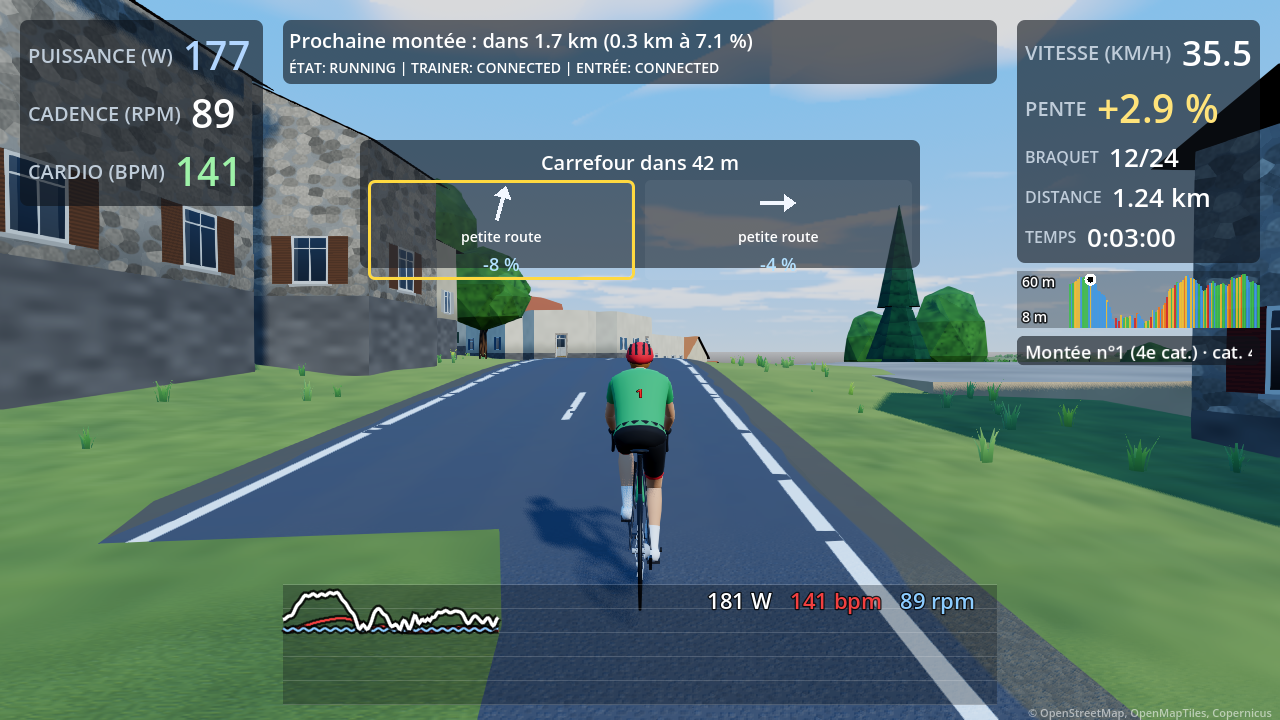 PUISSANCE (W) 177
CADENCE (RPM) 89
CARDIO (BPM) 141
Prochaine montée : dans 1.7 km (0.3 km à 7.1 %)
ÉTAT: RUNNING | TRAINER: CONNECTED | ENTRÉE: CONNECTED
Carrefour dans 42 m
petite route
-8 %
petite route
-4 %
VITESSE (KM/H) 35.5
PENTE +2.9 %
BRAQUET 12/24
DISTANCE 1.24 km
TEMPS 0:03:00
60 m
8 m
Montée n°1 (4e cat.) · cat.
1
181 W 141 bpm 89 rpm
© OpenStreetMap, OpenMapTiles, Copernicus